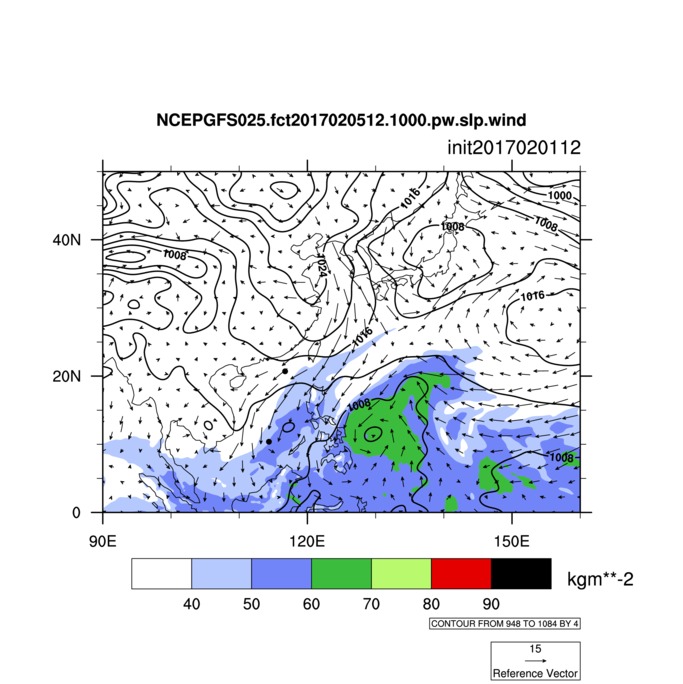 NCEPGFS025.fct2017020512.1000.pw.slp.wind
init2017020112
1016
1000
1008
1008
40N
1008
1024
1016
1016
20N
1008
1008
0
90E 120E 150E
kgm**-2
40 50 60 70 80 90
CONTOUR FROM 948 TO 1084 BY 4
15
Reference Vector